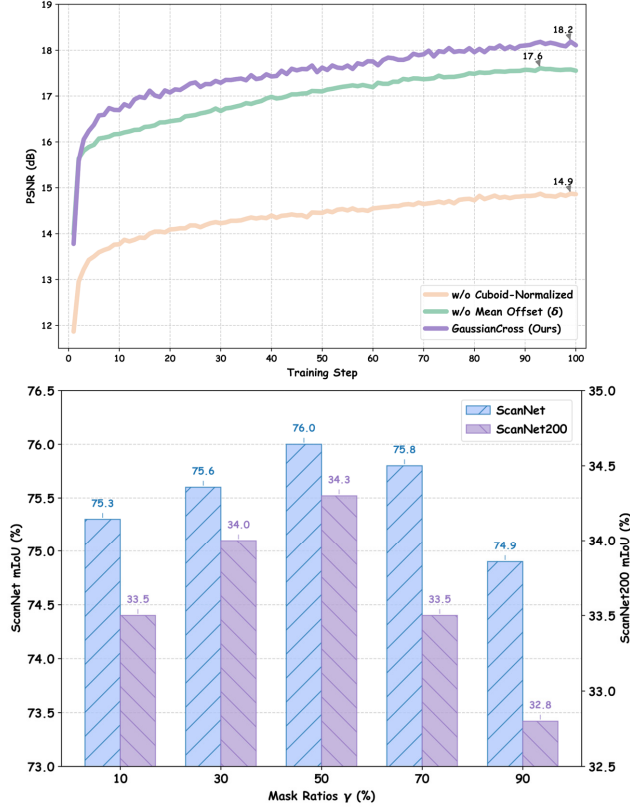 19
18
17
16
15
14
13
12
PSNR (dB)
18.2
17.6
14.9
w/o Cuboid-Normalized
w/o Mean Offset (δ)
GaussianCross (Ours)
0 10 20 30 40 50 60 70 80 90 100
Training Step
76.5
76.0
75.5
75.0
74.5
74.0
73.5
73.0
ScanNet mIoU (%)
35.0
34.5
34.0
33.5
33.0
32.5
ScanNet200 mIoU (%)
ScanNet
ScanNet200
75.3
33.5
75.6
34.0
76.0
34.3
75.8
33.5
74.9
32.8
10 30 50 70 90
Mask Ratios γ (%)